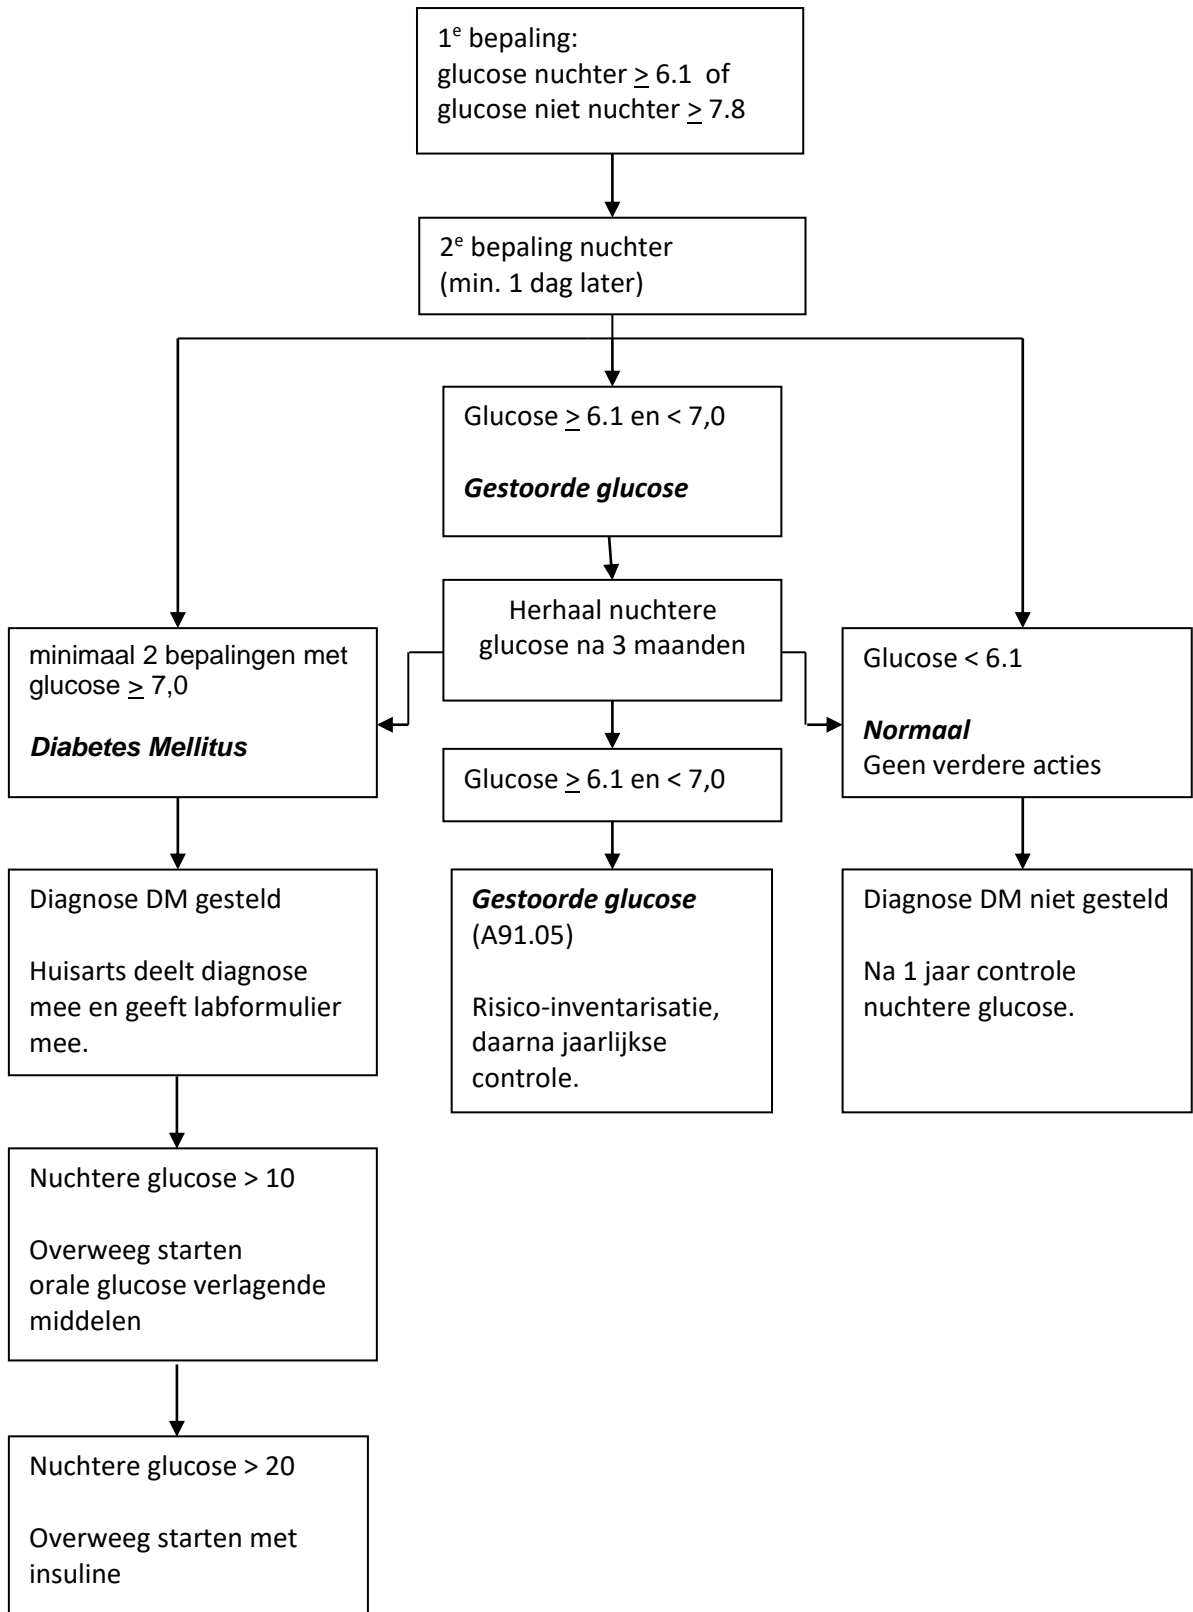 1e bepaling:
glucose nuchter ≥ 6.1 of
glucose niet nuchter ≥ 7.8
2e bepaling nuchter
(min. 1 dag later)
Glucose ≥ 6.1 en < 7,0
Gestoorde glucose
Herhaal nuchtere
glucose na 3 maanden
minimaal 2 bepalingen met
glucose ≥ 7,0
Diabetes Mellitus
Glucose < 6.1
Normaal
Geen verdere acties
Glucose ≥ 6.1 en < 7,0
Diagnose DM gesteld
Huisarts deelt diagnose
mee en geeft labformulier
mee.
Gestoorde glucose
(A91.05)
Risico-inventarisatie,
daarna jaarlijkse
controle.
Diagnose DM niet gesteld
Na 1 jaar controle
nuchtere glucose.
Nuchtere glucose > 10
Overweeg starten
orale glucose verlagende
middelen
Nuchtere glucose > 20
Overweeg starten met
insuline